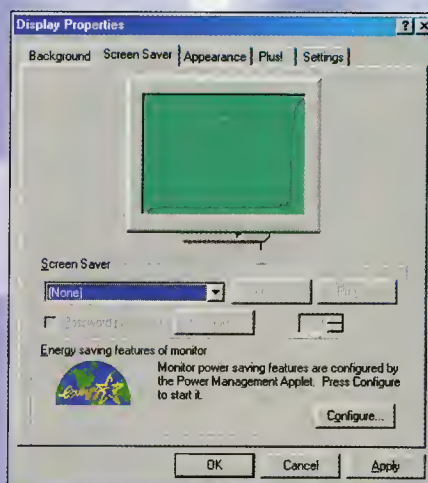 Display Properties
Background Screen Saver Appearance Plus! Settings
Screen Saver
(None)
Energy saving features of monitor
Monitor power saving features are configured by
the Power Management Applet. Press Configure
to start it.
Configure...
OK Cancel Apply